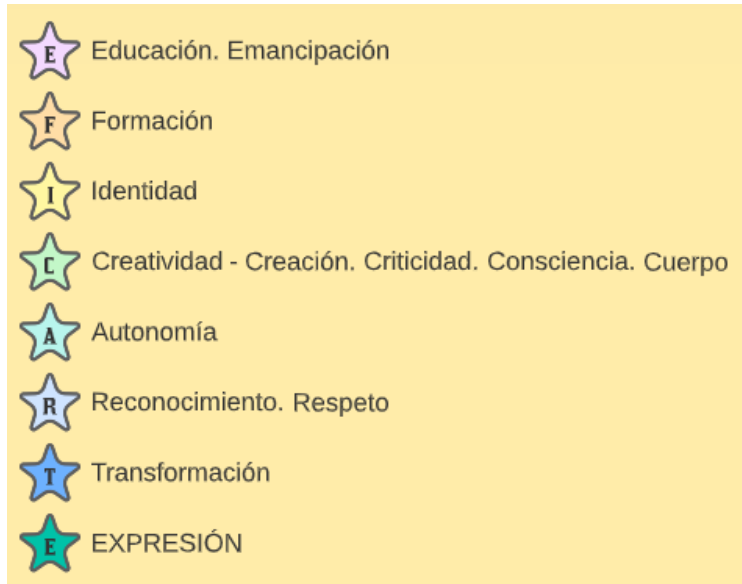 E Educación. Emancipación
F Formación
I Identidad
C Creatividad - Creación. Criticidad. Consciencia. Cuerpo
A Autonomía
R Reconocimiento. Respeto
T Transformación
E EXPRESIÓN